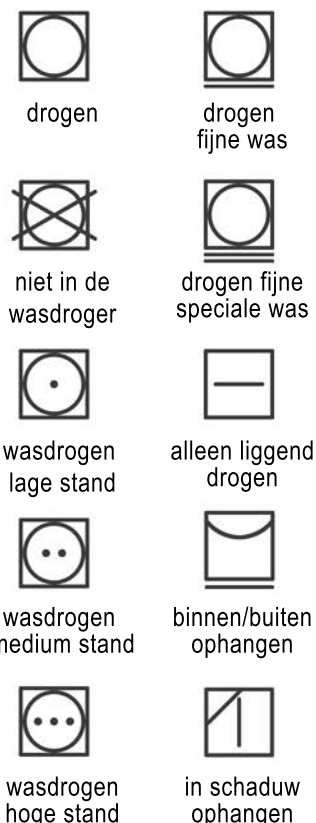 drogen
drogen
fijne was
niet in de
wasdroger
drogen fijne
speciale was
wasdrogen
lage stand
alleen liggend
drogen
wasdrogen
medium stand
binnen/buiten
ophangen
wasdrogen
hoge stand
in schaduw
ophangen